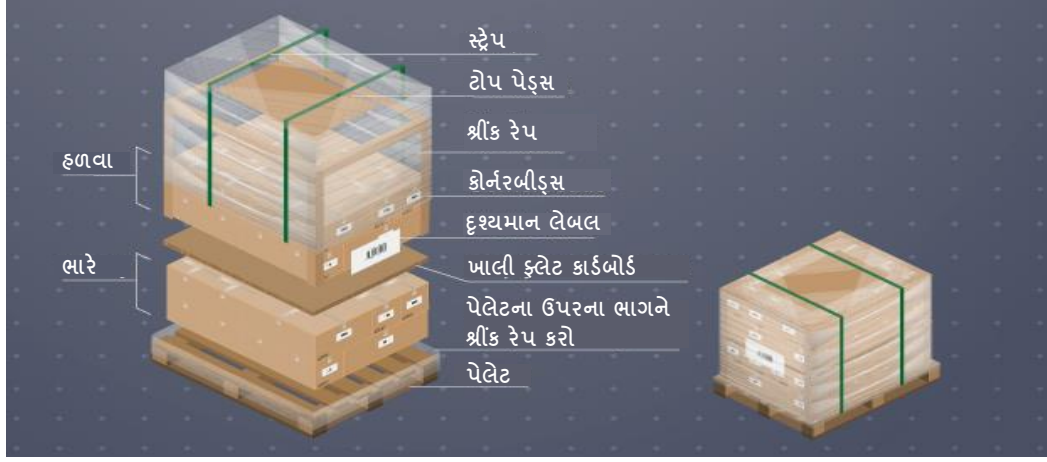 સ્ટ્રેપ
ટોપ પેડ્સ
શ્રીંક રેપ
હળવા
કોર્નરબીડ્સ
દૃશ્યમાન લેબલ
ભારે
ખાલી ફ્લેટ કાર્ડબોર્ડ
પેલેટના ઉપરના ભાગને
શ્રીંક રેપ કરો
પેલેટ